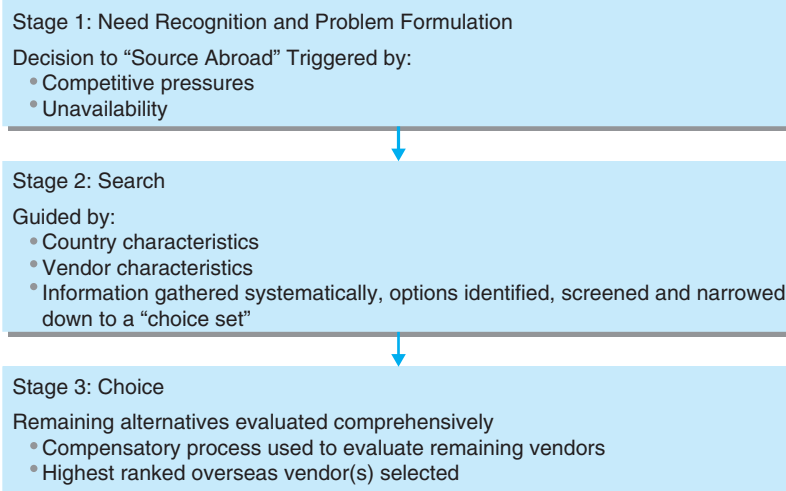 Stage 1: Need Recognition and Problem Formulation
Decision to “Source Abroad” Triggered by:
• Competitive pressures
• Unavailability
Stage 2: Search
Guided by:
• Country characteristics
• Vendor characteristics
• Information gathered systematically, options identified, screened and narrowed
down to a “choice set”
Stage 3: Choice
Remaining alternatives evaluated comprehensively
• Compensatory process used to evaluate remaining vendors
• Highest ranked overseas vendor(s) selected